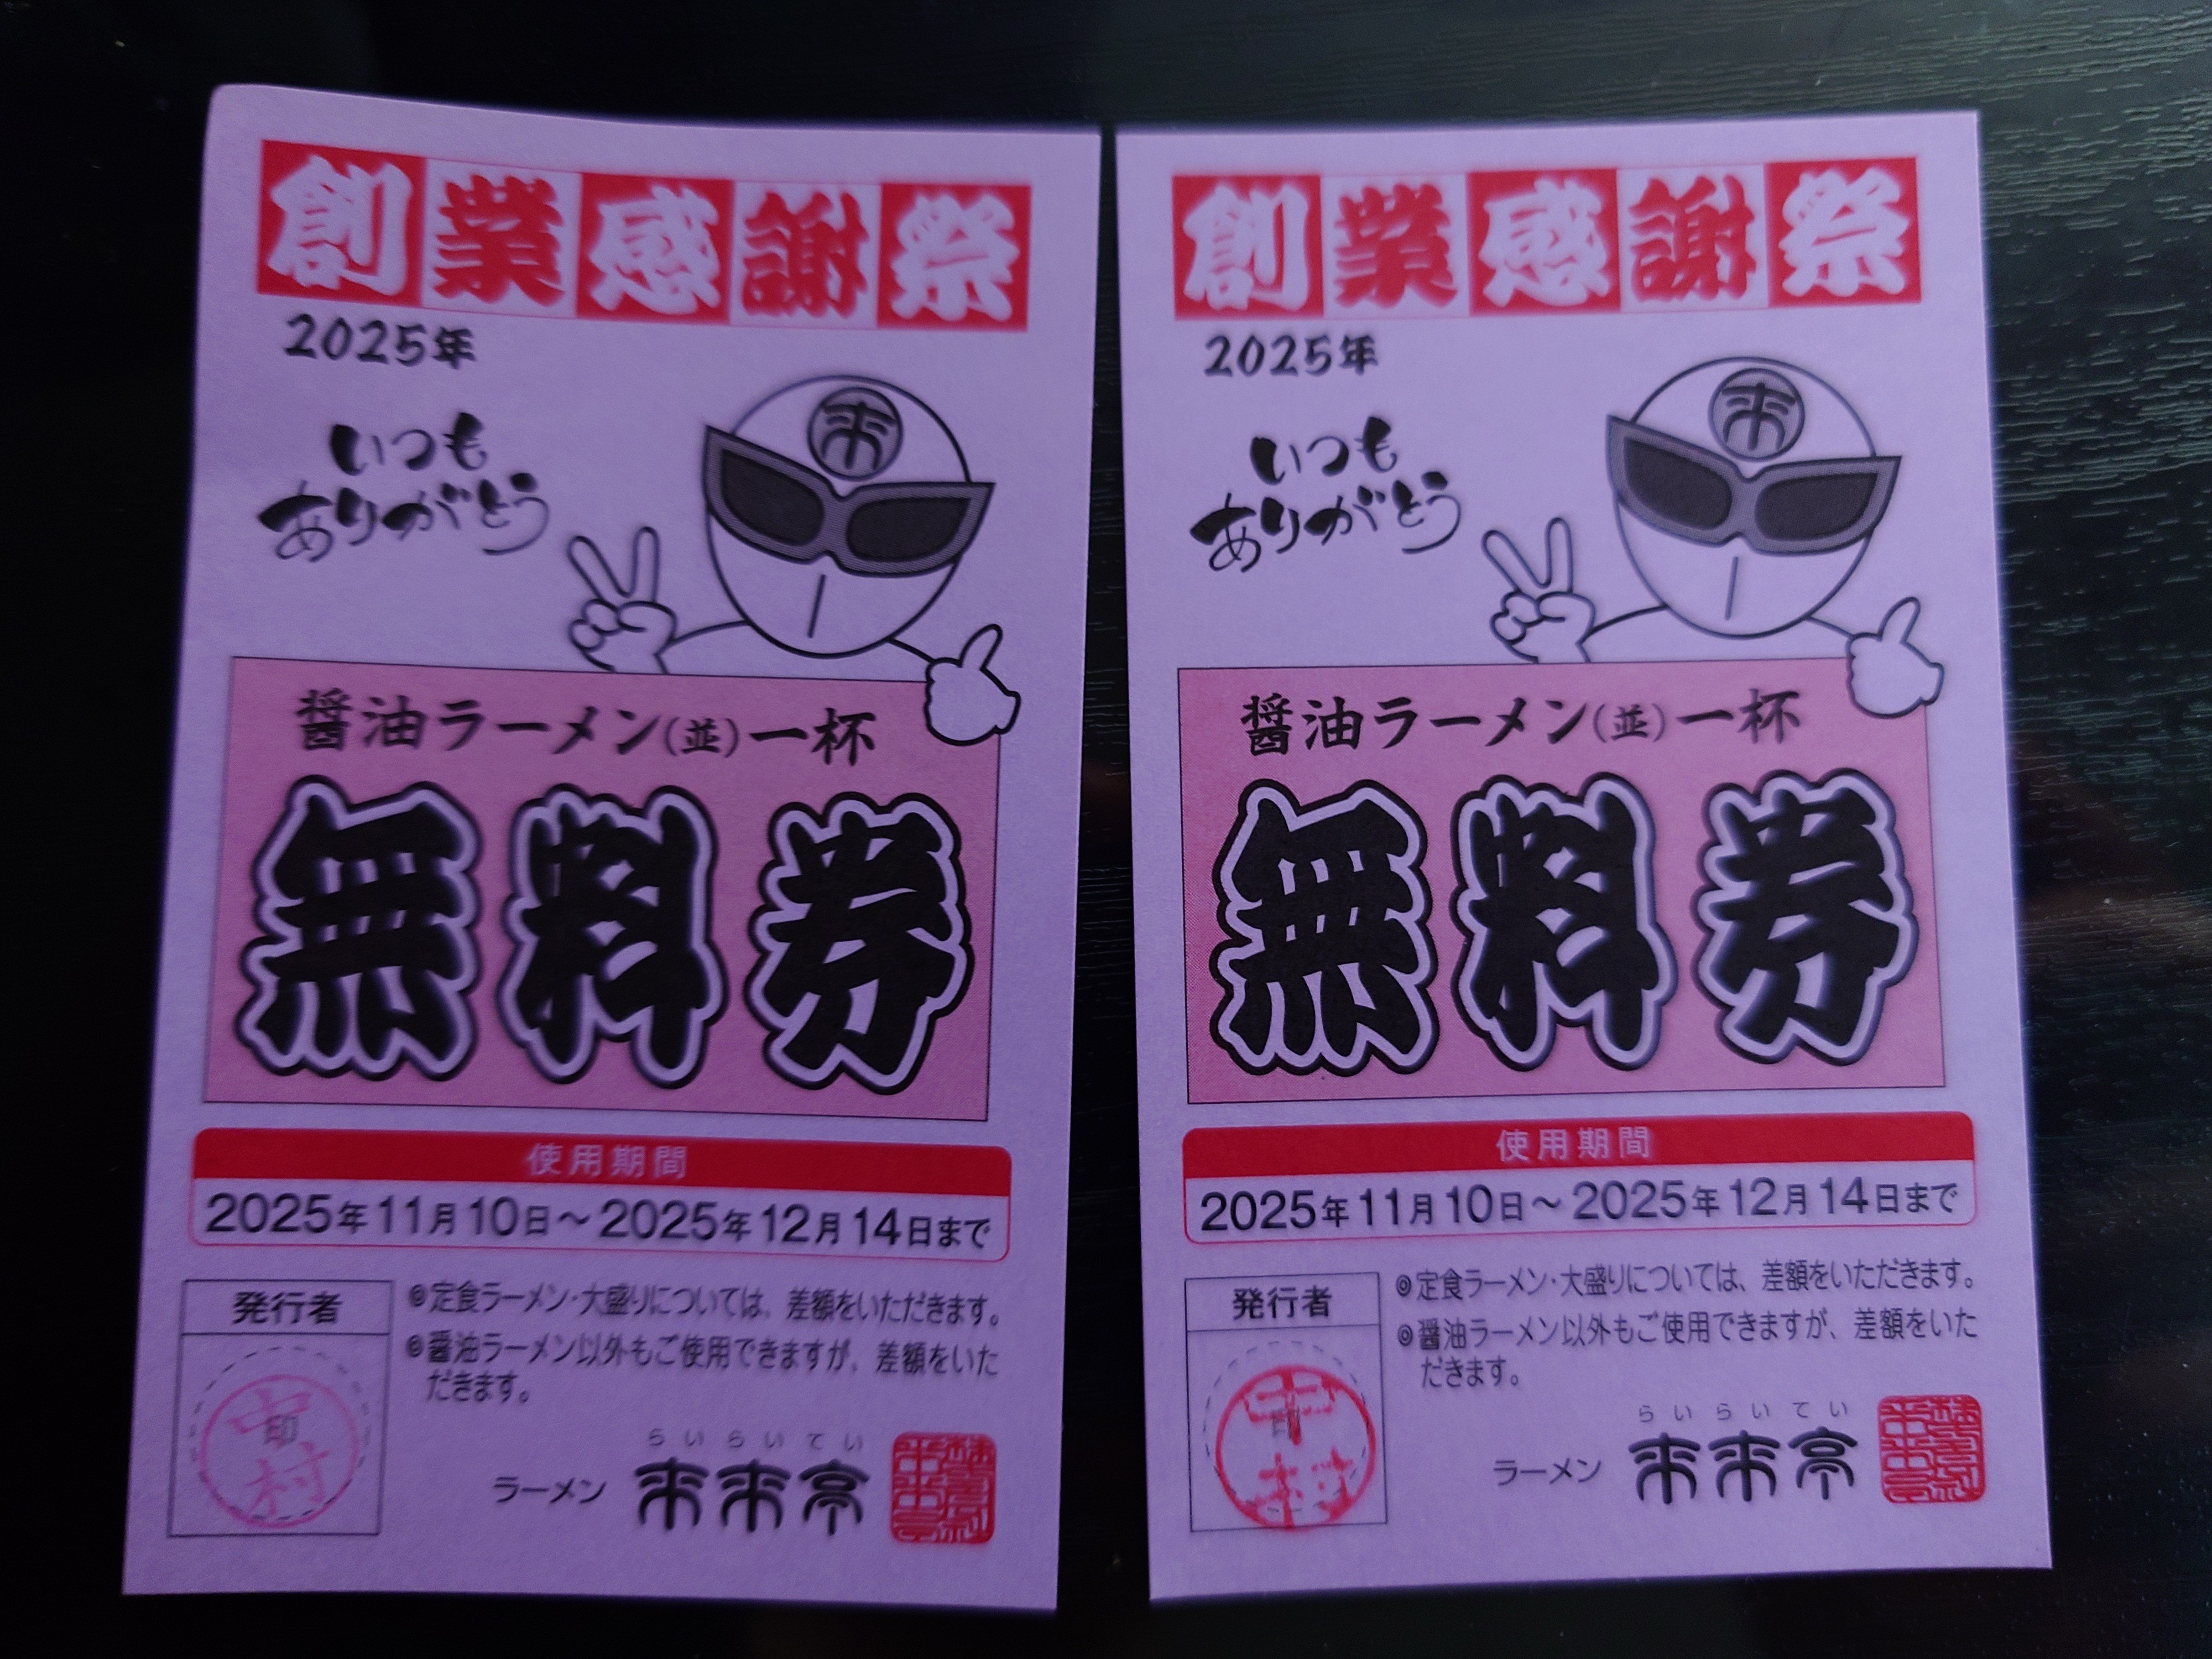 創業感謝祭
2025年
いつも
ありがとう
来
醤油ラーメン(並)一杯
無料券
使用期間
2025年11月10日～2025年12月14日まで
発行者
印
中村
◎定食ラーメン・大盛りについては、差額をいただきます。
◎醤油ラーメン以外もご使用できますが、差額をいた
だきます。
らいらいてい
ラーメン 来来亭
創業感謝祭
2025年
いつも
ありがとう
来
醤油ラーメン(並)一杯
無料券
使用期間
2025年11月10日～2025年12月14日まで
発行者
印
中村
◎定食ラーメン・大盛りについては、差額をいただきます。
◎醤油ラーメン以外もご使用できますが、差額をいた
だきます。
らいらいてい
ラーメン 来来亭